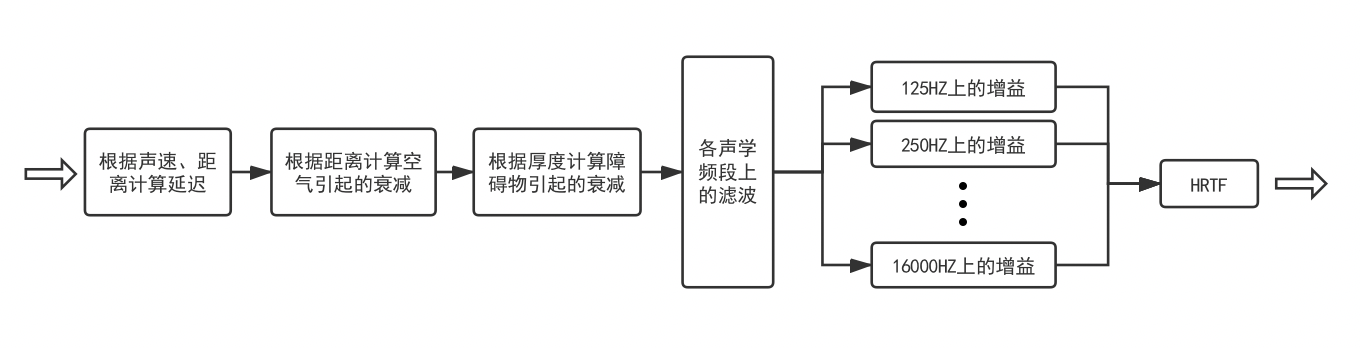 根据声速、距
离计算延迟
根据距离计算空
气引起的衰减
根据厚度计算障
碍物引起的衰减
各声学
频段上
的滤波
125HZ上的增益
250HZ上的增益
16000HZ上的增益
HRTF